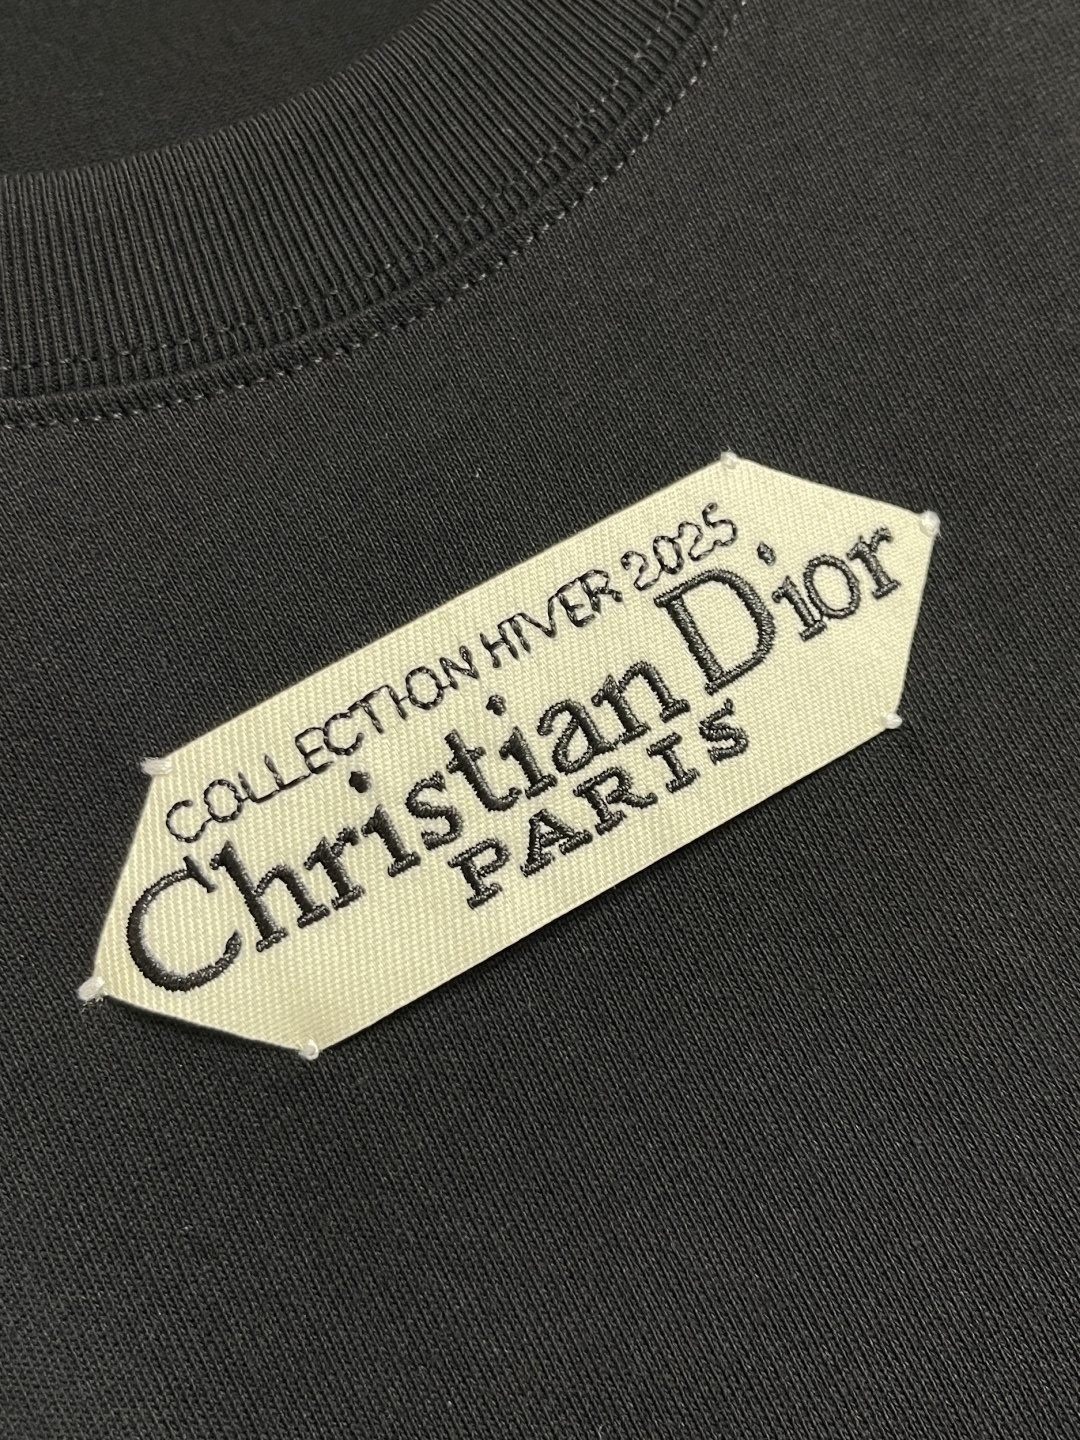 COLLECTION HIVER 2025
Christian Dior
PARIS